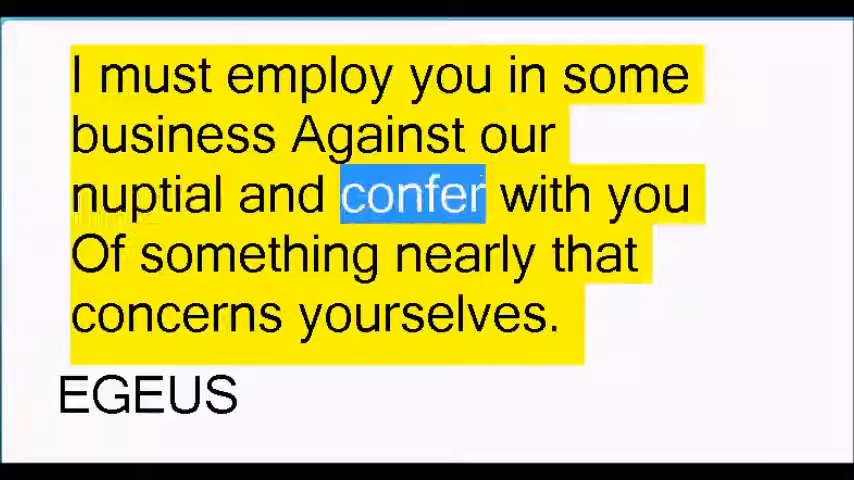 I must employ you in some
business Against our
nuptial and confer with you
Of something nearly that
concerns yourselves.
EGEUS